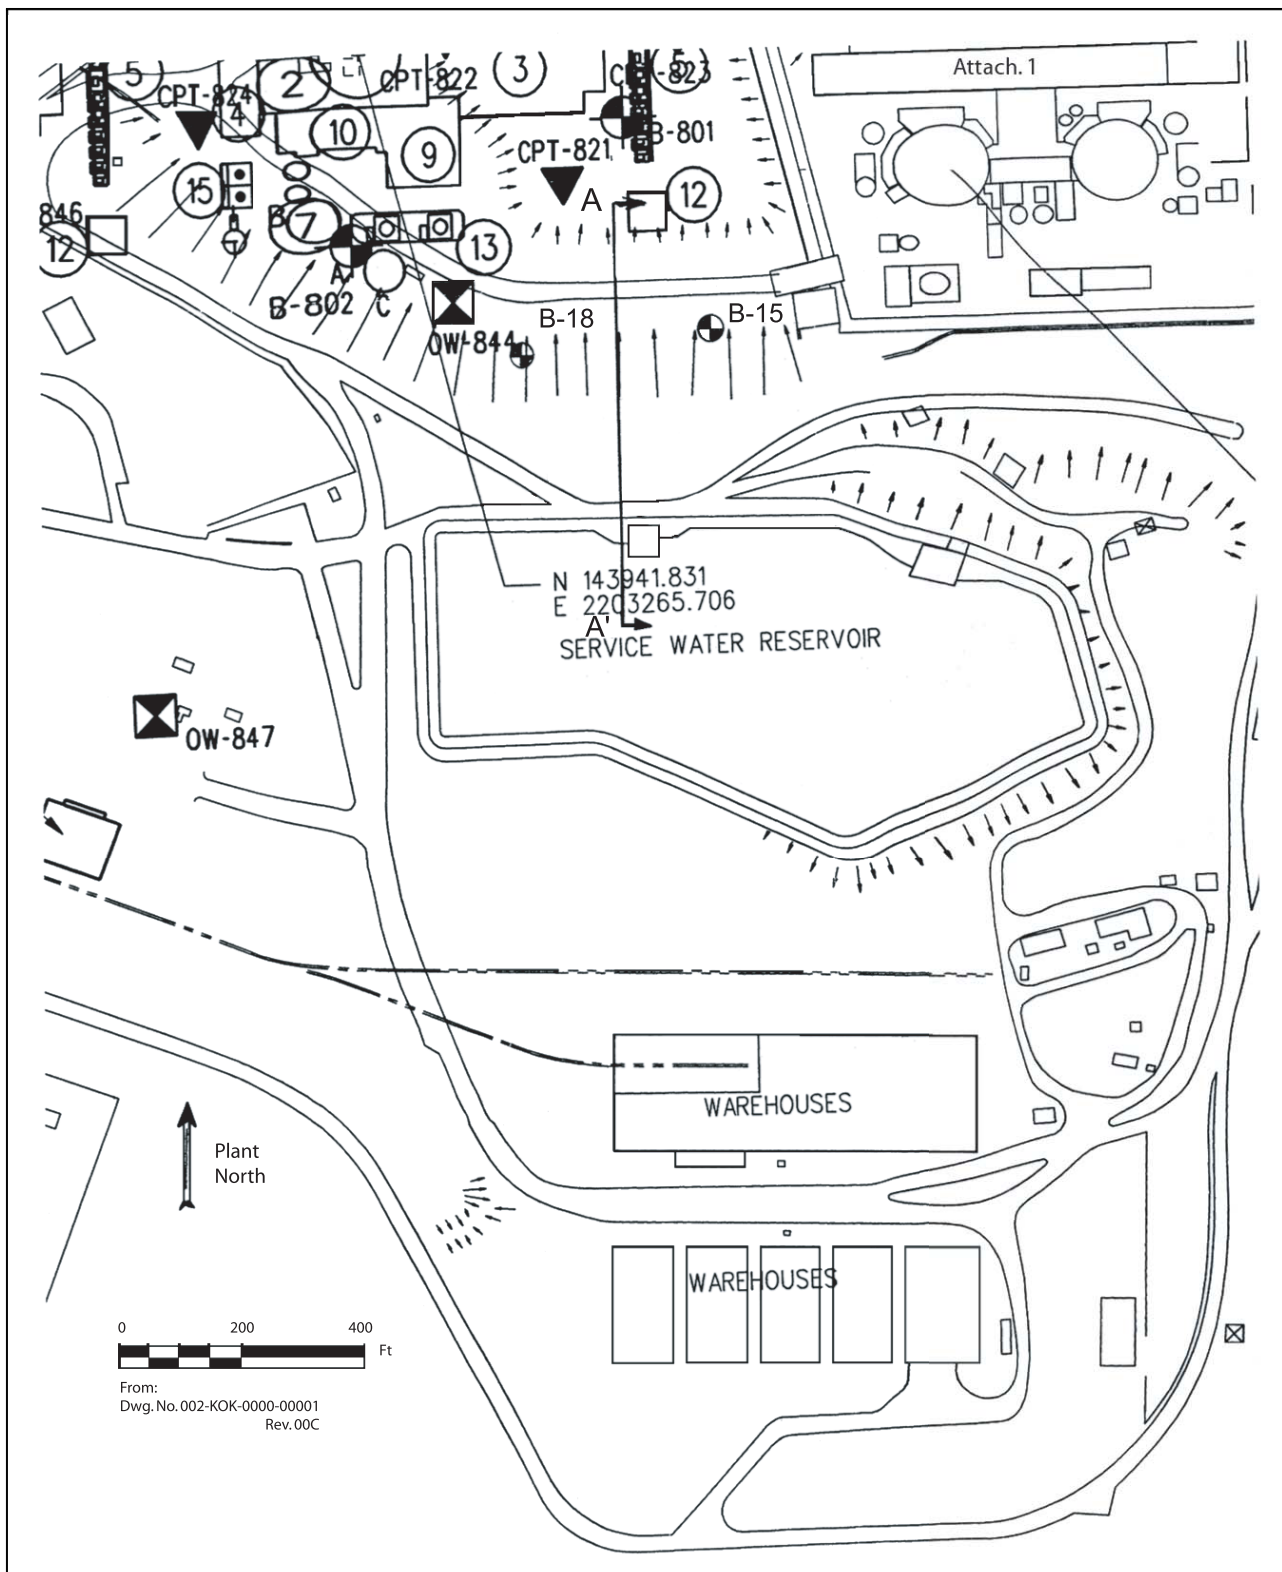 Attach. 1
5
2
3
5
CPT-822
CPT-824
4
10
B-801
9
CPT-821
15
A
12
846
7
13
12
A'
B-802
C
B-18
B-15
OW-844
N 143941.831
E 2203265.706
A'
SERVICE WATER RESERVOIR
OW-847
WAREHOUSES
Plant
North
WAREHOUSES
0 200 400
Ft
From:
Dwg. No. 002-KOK-0000-00001
Rev. 00C